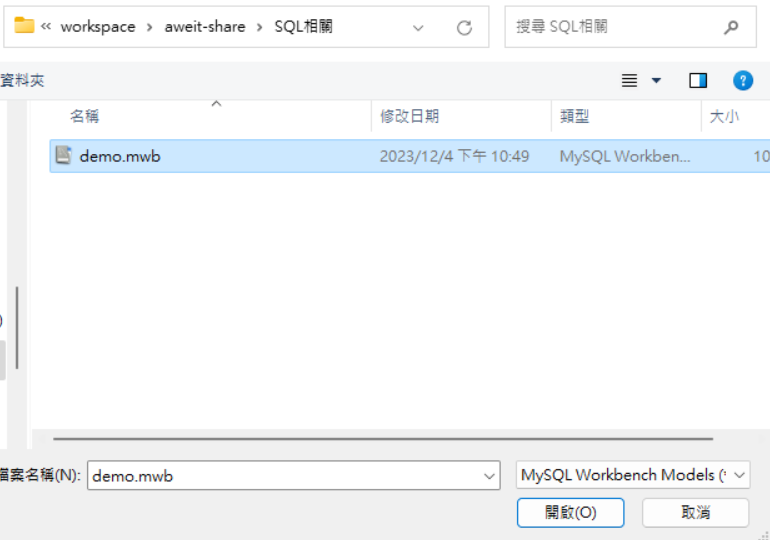 « workspace › aweit-share › SQL相關
搜尋 SQL相關
資料夾
?
名稱 修改日期 類型 大小
demo.mwb 2023/12/4 下午 10:49 MySQL Workben... 10
)
檔案名稱(N): demo.mwb MySQL Workbench Models (*
開啟(O) 取消